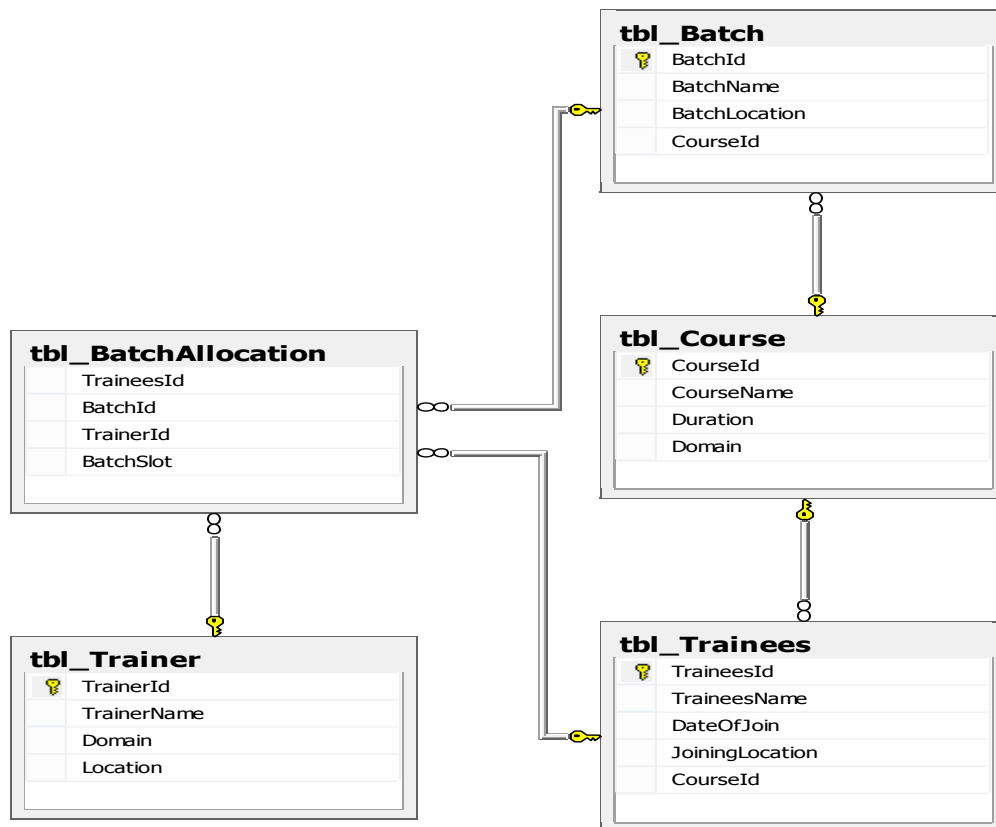 tbl_Batch
BatchId
BatchName
BatchLocation
CourseId
tbl_BatchAllocation
TraineesId
BatchId
TrainerId
BatchSlot
tbl_Course
CourseId
CourseName
Duration
Domain
tbl_Trainer
TrainerId
TrainerName
Domain
Location
tbl_Trainees
TraineesId
TraineesName
DateOfJoin
JoiningLocation
CourseId